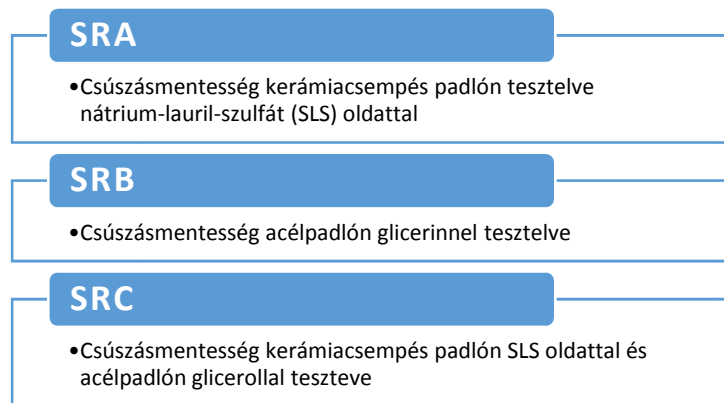 SRA
•Csúszásmentesség kerámiacsempés padlón tesztelve
nátrium-lauril-szulfát (SLS) oldattal
SRB
•Csúszásmentesség acélpadlón glicerinnel tesztelve
SRC
•Csúszásmentesség kerámiacsempés padlón SLS oldattal és
acélpadlón glicerollal teszteve